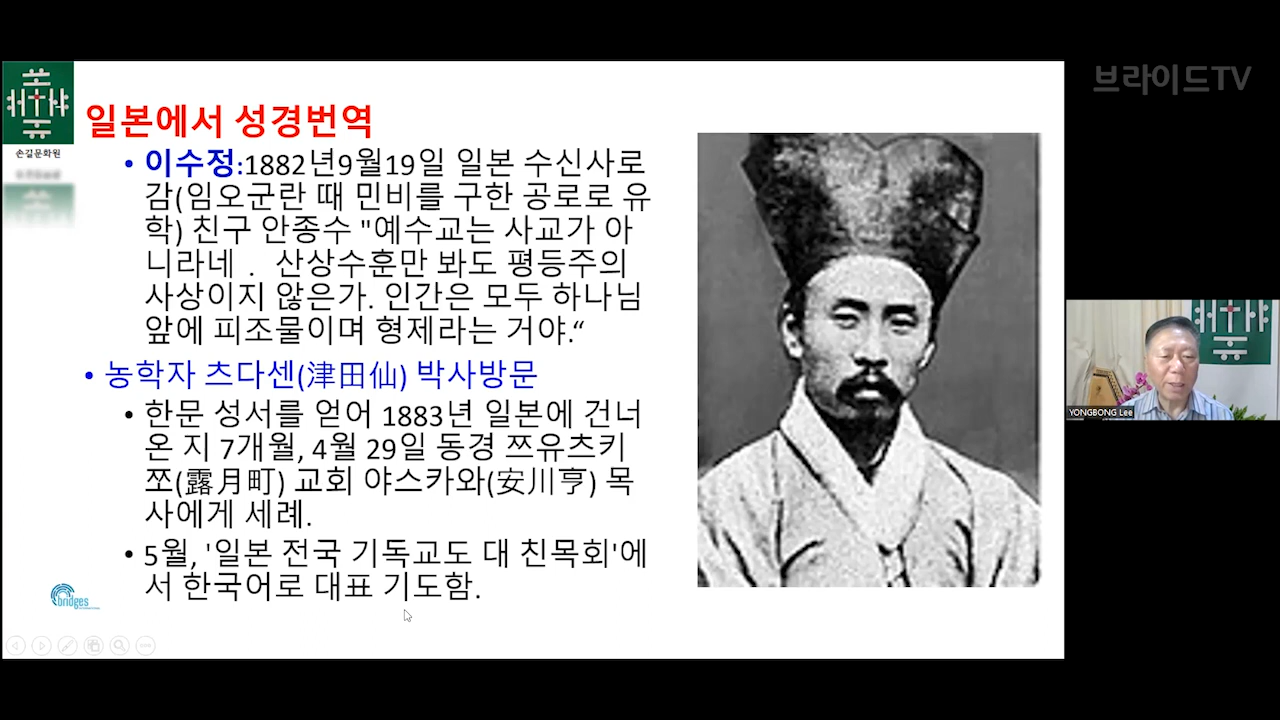 브라이드TV
손길문화원
일본에서 성경번역
• 이수정:1882년9월19일 일본 수신사로
감(임오군란 때 민비를 구한 공로로 유
학) 친구 안종수 "예수교는 사교가 아
니라네 . 산상수훈만 봐도 평등주의
사상이지 않은가. 인간은 모두 하나님
앞에 피조물이며 형제라는 거야.“
• 농학자 츠다센(津田仙) 박사방문
• 한문 성서를 얻어 1883년 일본에 건너
온 지 7개월, 4월 29일 동경 쯔유츠키
쪼(露月町) 교회 야스카와(安川亨) 목
사에게 세례.
• 5월, '일본 전국 기독교도 대 친목회'에
서 한국어로 대표 기도함.
bridges
YONGBONG Lee